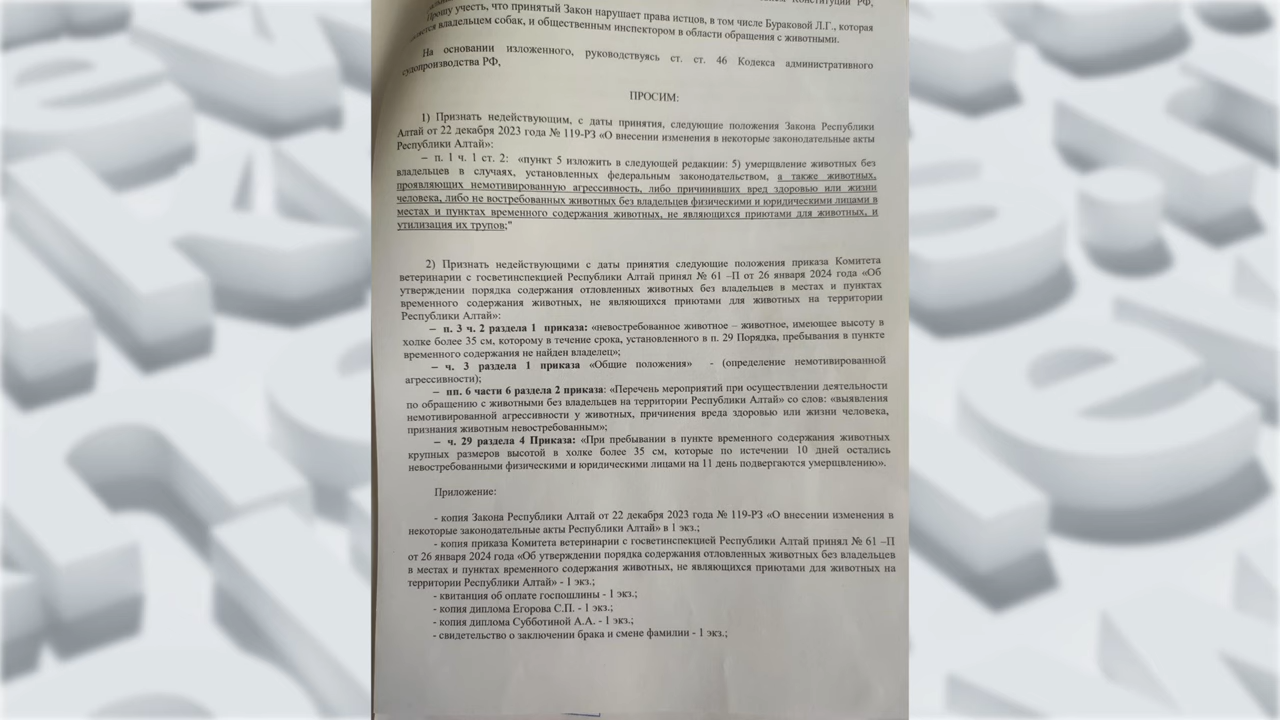 Конституции РФ,
Прошу учесть, что принятый Закон нарушает права истцов, в том числе Бураковой Л.Г., которая
является владельцем собак, и общественным инспектором в области обращения с животными.
На основании изложенного, руководствуясь ст. ст. 46 Кодекса административного
судопроизводства РФ,
ПРОСИМ:
1) Признать недействующим, с даты принятия, следующие положения Закона Республики
Алтай от 22 декабря 2023 года № 119-РЗ «О внесении изменения в некоторые законодательные акты
Республики Алтай»:
– п. 1 ч. 1 ст. 2: «пункт 5 изложить в следующей редакции: 5) умерщвление животных без
владельцев в случаях, установленных федеральным законодательством, а также животных,
проявляющих немотивированную агрессивность, либо причинивших вред здоровью или жизни
человека, либо не востребованных животных без владельцев физическими и юридическими лицами в
местах и пунктах временного содержания животных, не являющихся приютами для животных, и
утилизация их трупов;"
2) Признать недействующими с даты принятия следующие положения приказа Комитета
ветеринарии с госветинспекцией Республики Алтай принял № 61 –П от 26 января 2024 года «Об
утверждении порядка содержания отловленных животных без владельцев в местах и пунктах
временного содержания животных, не являющихся приютами для животных на территории
Республики Алтай»:
– п. 3 ч. 2 раздела 1 приказа: «невостребованное животное – животное, имеющее высоту в
холке более 35 см, которому в течение срока, установленного в п. 29 Порядка, пребывания в пункте
временного содержания не найден владелец»;
– ч. 3 раздела 1 приказа «Общие положения» - (определение немотивированной
агрессивности);
– пп. 6 части 6 раздела 2 приказа: «Перечень мероприятий при осуществлении деятельности
по обращению с животными без владельцев на территории Республики Алтай» со слов: «выявления
немотивированной агрессивности у животных, причинения вреда здоровью или жизни человека,
признания животным невостребованным»;
– ч. 29 раздела 4 Приказа: «При пребывании в пункте временного содержания животных
крупных размеров высотой в холке более 35 см, которые по истечении 10 дней остались
невостребованными физическими и юридическими лицами на 11 день подвергаются умерщвлению».
Приложение:
- копия Закона Республики Алтай от 22 декабря 2023 года № 119-РЗ «О внесении изменения в
некоторые законодательные акты Республики Алтай» в 1 экз.;
- копия приказа Комитета ветеринарии с госветинспекцией Республики Алтай принял № 61 –П
от 26 января 2024 года «Об утверждении порядка содержания отловленных животных без владельцев
в местах и пунктах временного содержания животных, не являющихся приютами для животных на
территории Республики Алтай» - 1 экз.;
- квитанция об оплате госпошлины - 1 экз.;
- копия диплома Егорова С.П. - 1 экз.;
- копия диплома Субботиной А.А. - 1 экз.;
- свидетельство о заключении брака и смене фамилии - 1 экз.;